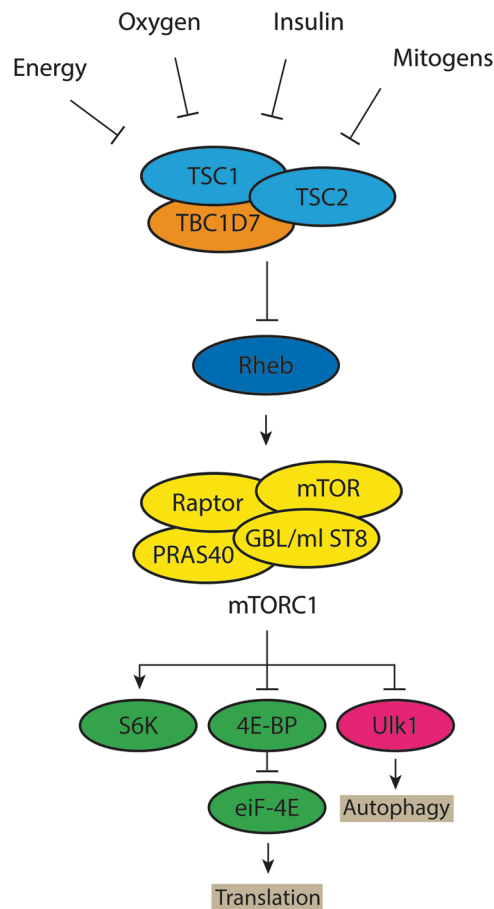 Oxygen
Insulin
Energy
Mitogens
TSC1
TSC2
TBC1D7
Rheb
mTOR
Raptor
GBL/ml ST8
PRAS40
mTORC1
S6K
4E-BP
Ulk1
eiF-4E
Autophagy
Translation